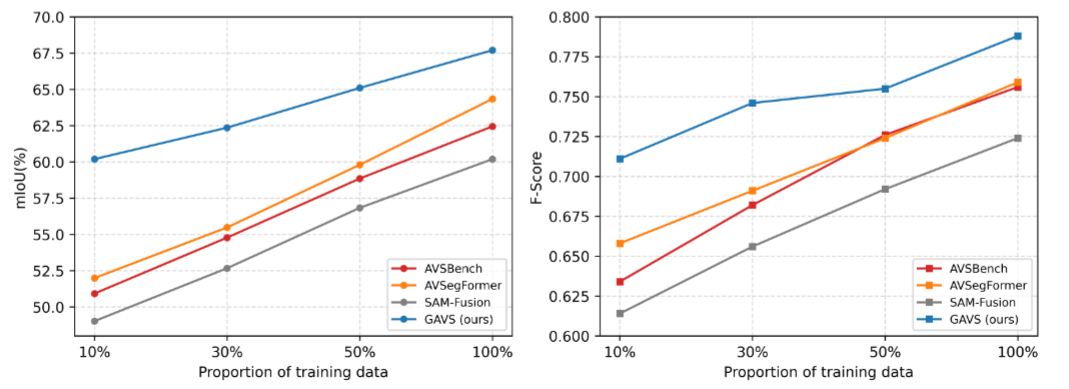 mIoU(%)
70.0
67.5
65.0
62.5
60.0
57.5
55.0
52.5
50.0
10%
30%
50%
100%
Proportion of training data
AVSBench
AVSegFormer
SAM-Fusion
GAVS (ours)
F-Score
0.800
0.775
0.750
0.725
0.700
0.675
0.650
0.625
0.600
10%
30%
50%
100%
Proportion of training data
AVSBench
AVSegFormer
SAM-Fusion
GAVS (ours)